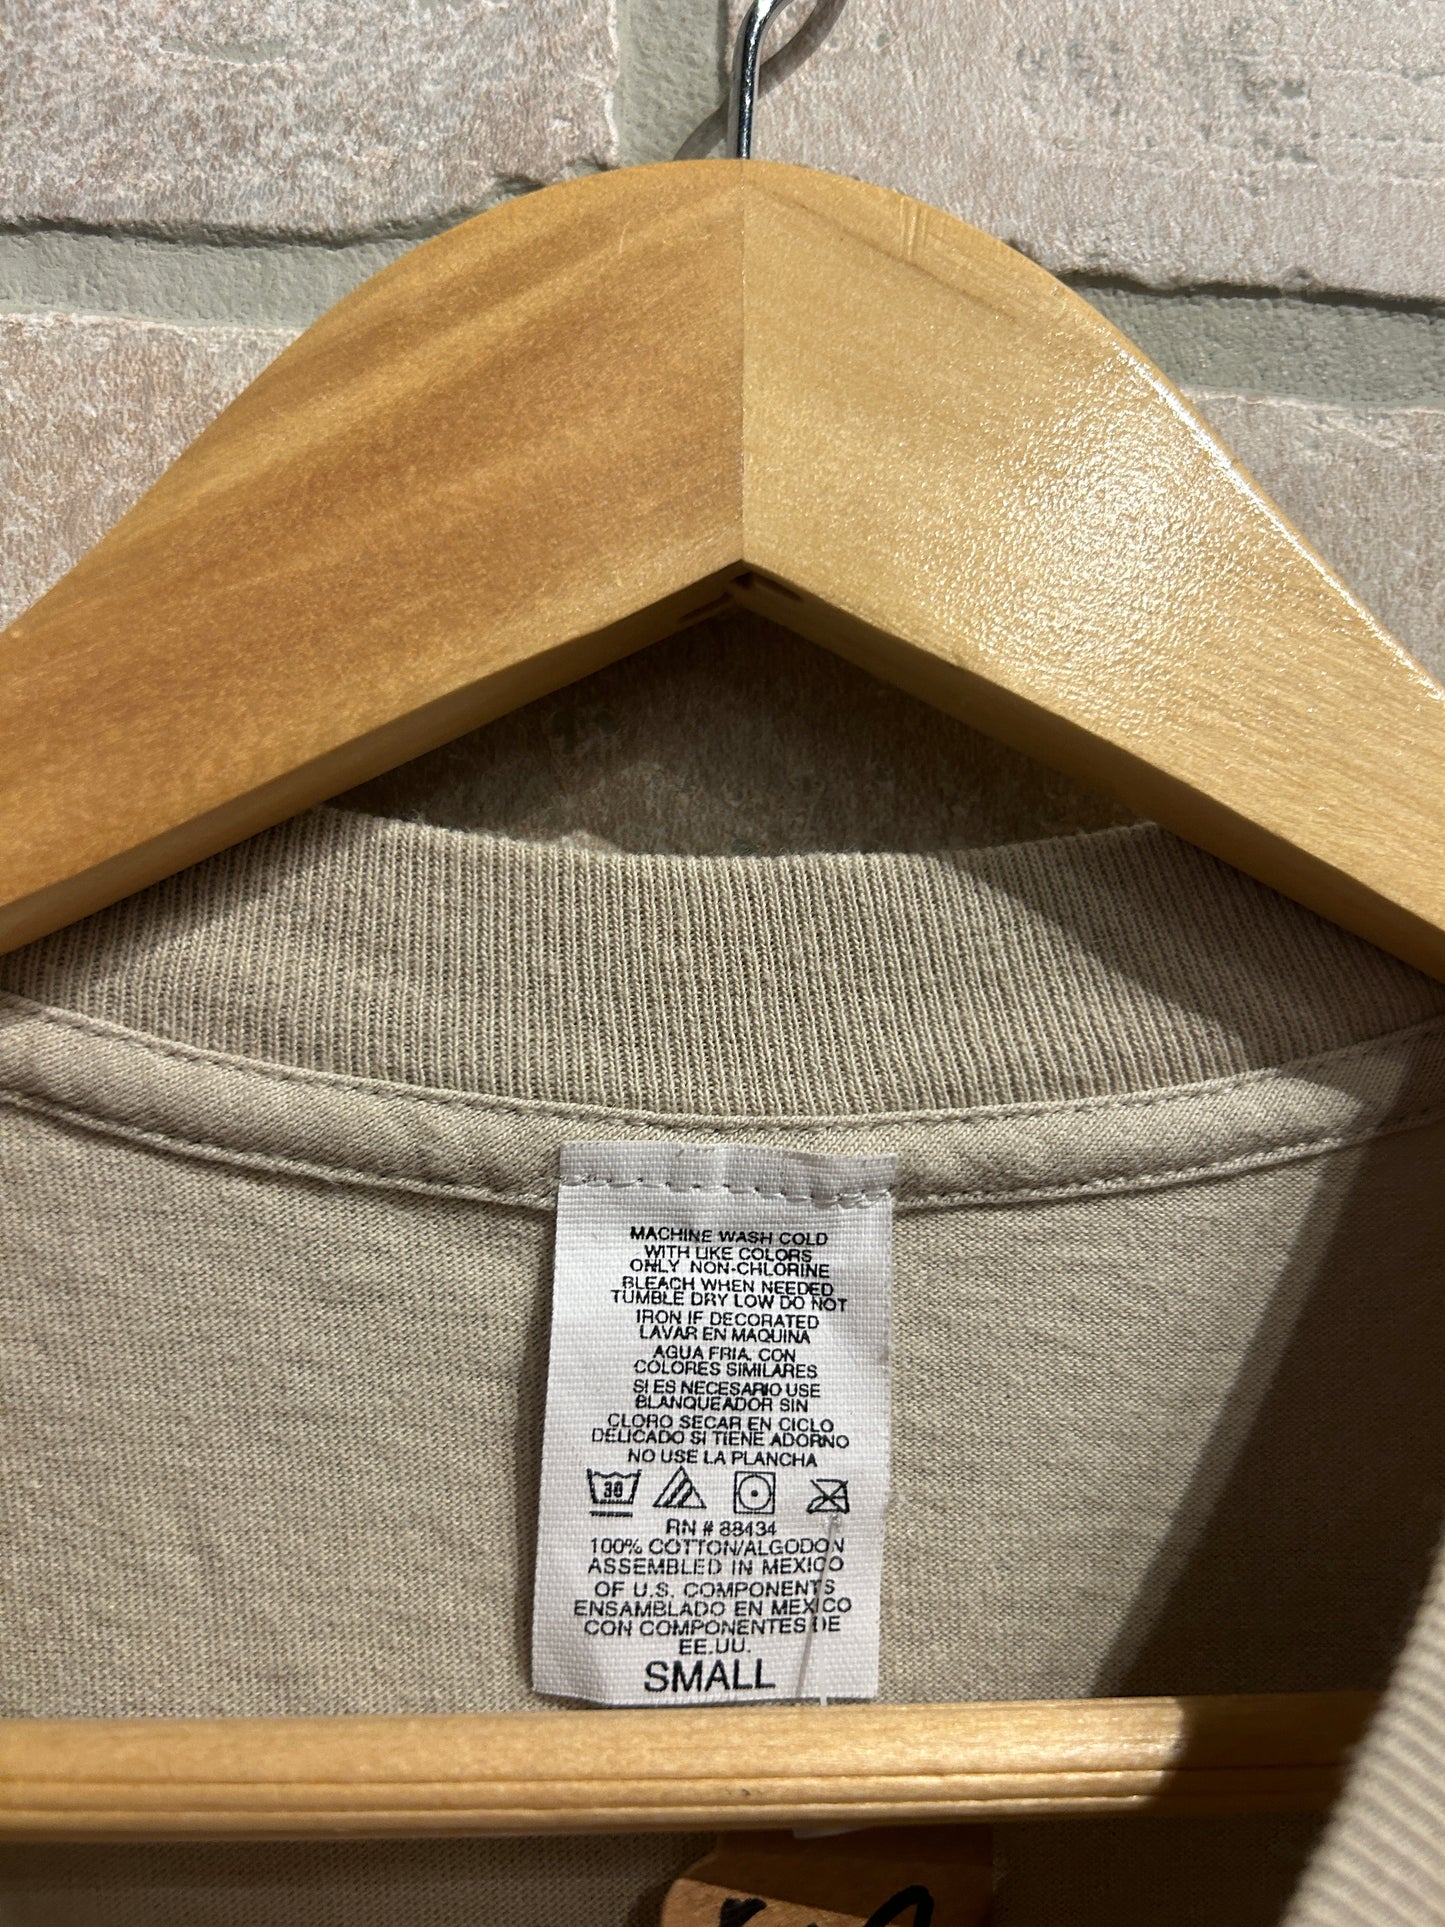 MACHINE WASH COLD
WITH LIKE COLORS
ONLY NON-CHLORINE
BLEACH WHEN NEEDED
TUMBLE DRY LOW DO NOT
IRON IF DECORATED
LAVAR EN MAQUINA
AGUA FRIA, CON
COLORES SIMILARES
SI ES NECESARIO USE
BLANQUEADOR SIN
CLORO SECAR EN CICLO
DELICADO SI TIENE ADORNO
NO USE LA PLANCHA
30
RN # 88434
100% COTTON/ALGODON
ASSEMBLED IN MEXICO
OF U.S. COMPONENTS
ENSAMBLADO EN MEXICO
CON COMPONENTES DE
EE.UU.
SMALL